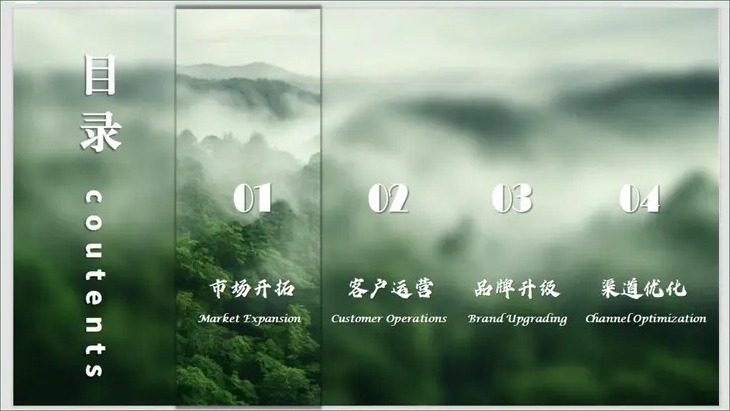 目录
coutents
01
市场开拓
Market Expansion
02
客户运营
Customer Operations
03
品牌升级
Brand Upgrading
04
渠道优化
Channel Optimization